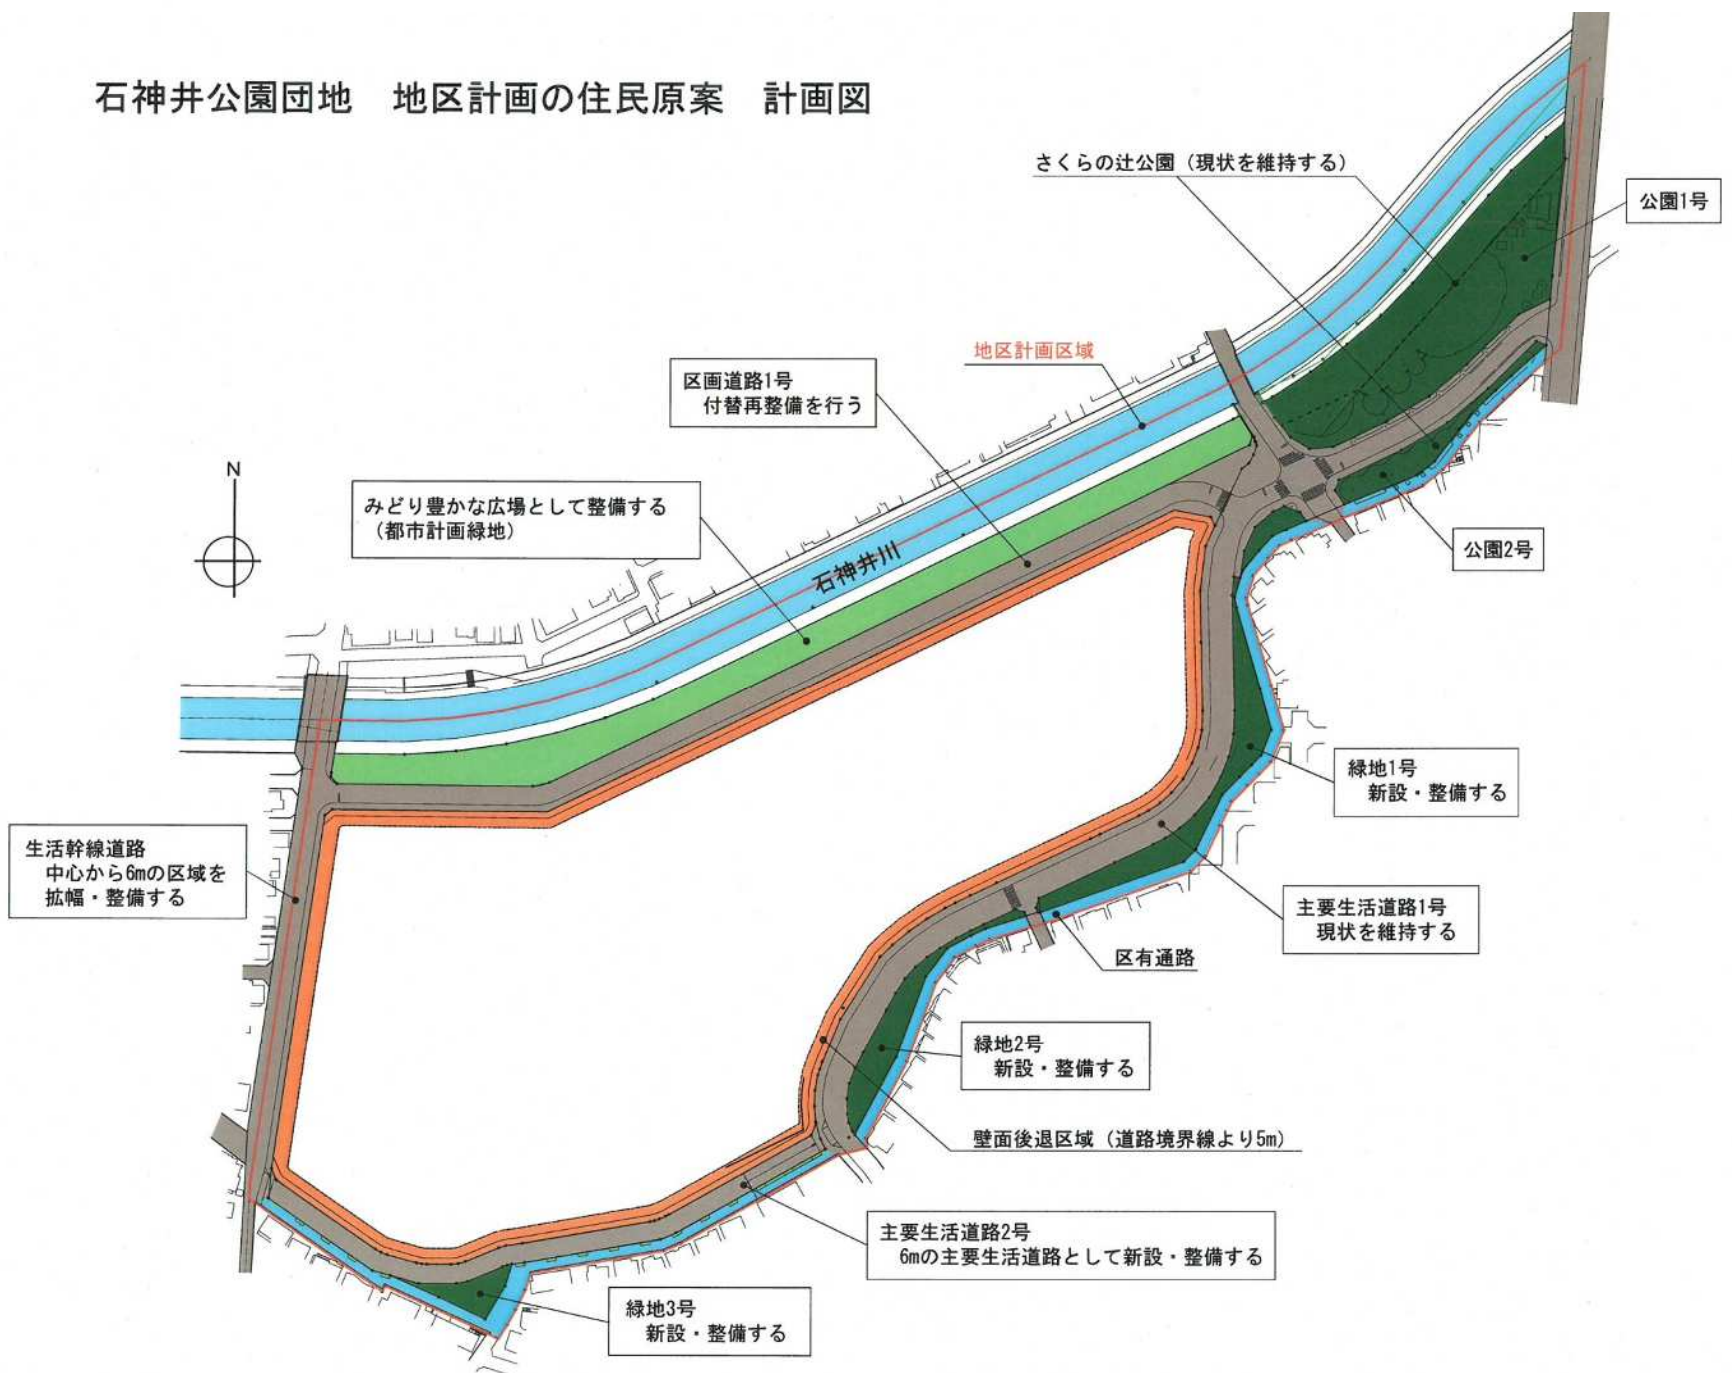 石神井公園団地　地区計画の住民原案　計画図
さくらの辻公園（現状を維持する）
公園1号
地区計画区域
区画道路1号
付替再整備を行う
N
みどり豊かな広場として整備する
（都市計画緑地）
石神井川
公園2号
緑地1号
新設・整備する
生活幹線道路
中心から6mの区域を
拡幅・整備する
主要生活道路1号
現状を維持する
区有通路
緑地2号
新設・整備する
壁面後退区域（道路境界線より5m）
主要生活道路2号
6mの主要生活道路として新設・整備する
緑地3号
新設・整備する